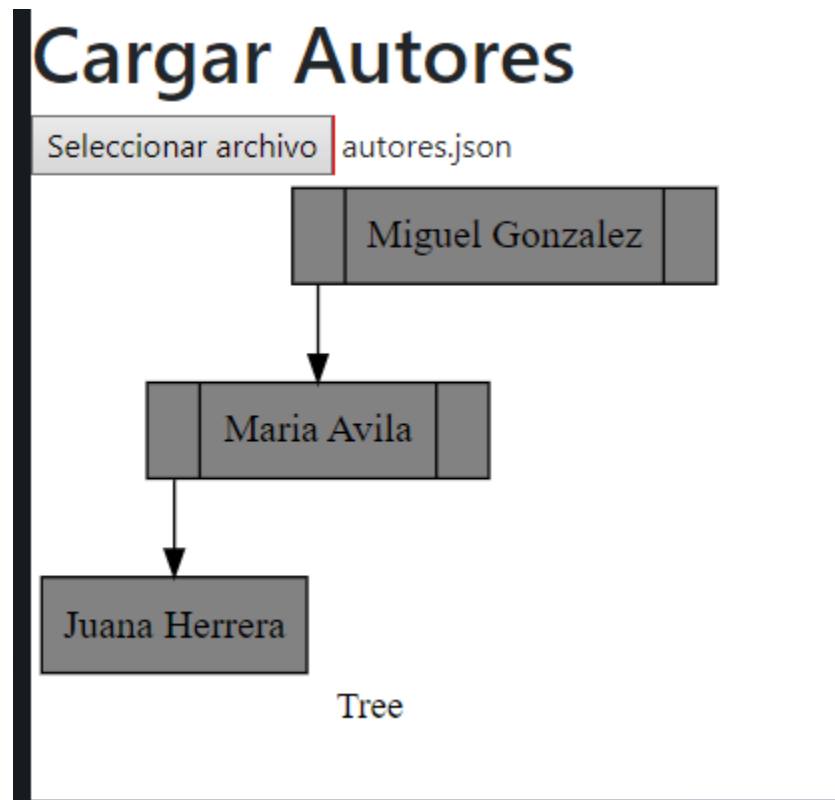 Cargar Autores
Seleccionar archivo autores.json
Miguel Gonzalez
Maria Avila
Juana Herrera
Tree